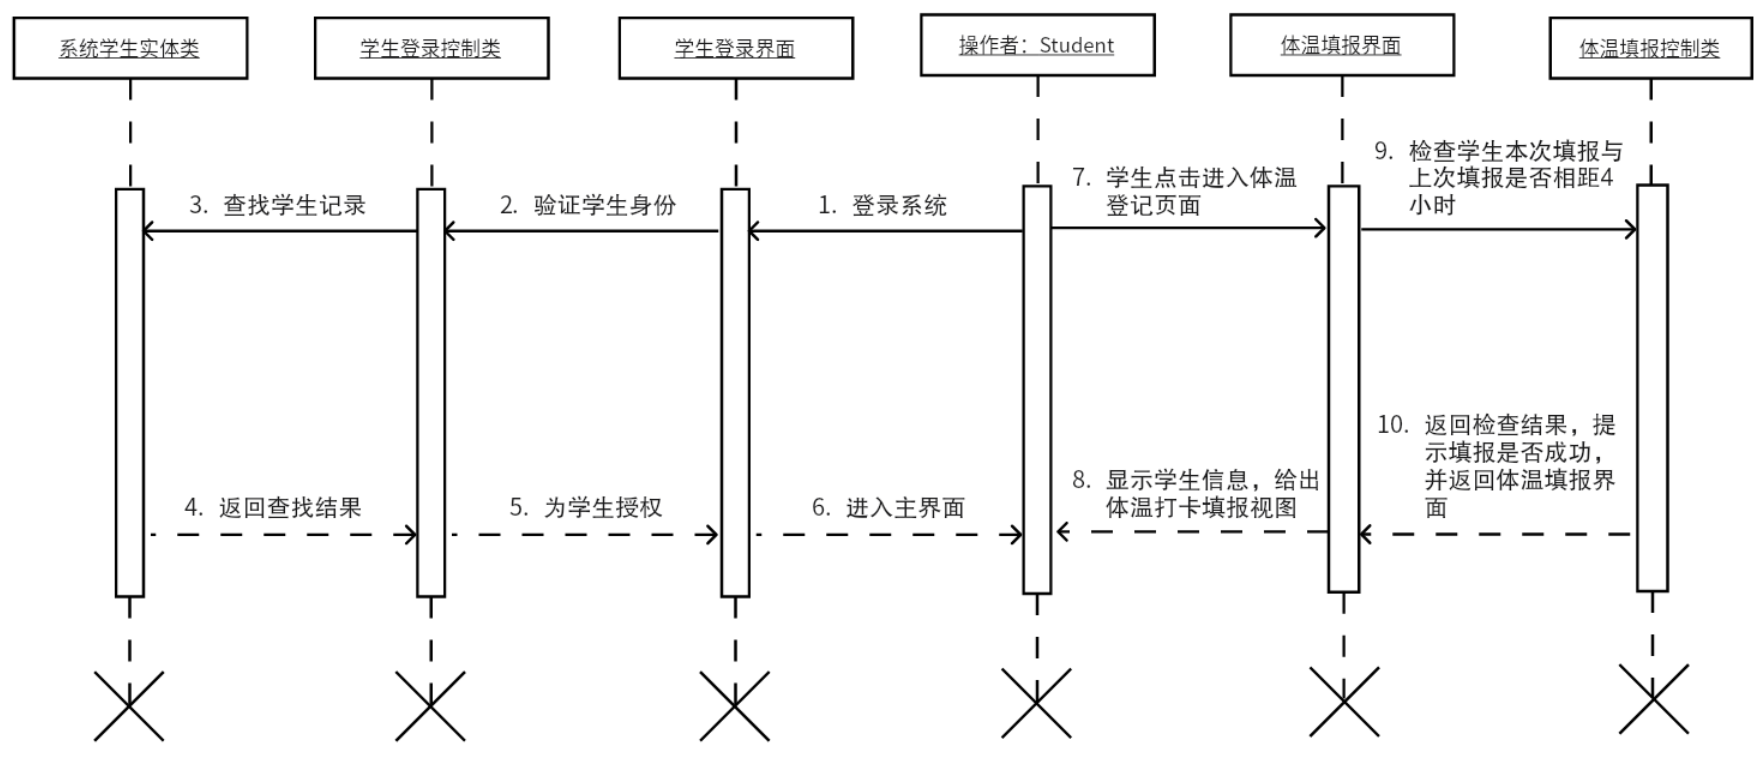 系统学生实体类
学生登录控制类
学生登录界面
操作者：Student
体温填报界面
体温填报控制类
3. 查找学生记录
2. 验证学生身份
1. 登录系统
7. 学生点击进入体温
登记页面
9. 检查学生本次填报与
上次填报是否相距4
小时
4. 返回查找结果
5. 为学生授权
6. 进入主界面
8. 显示学生信息，给出
体温打卡填报视图
10. 返回检查结果，提
示填报是否成功，
并返回体温填报界
面